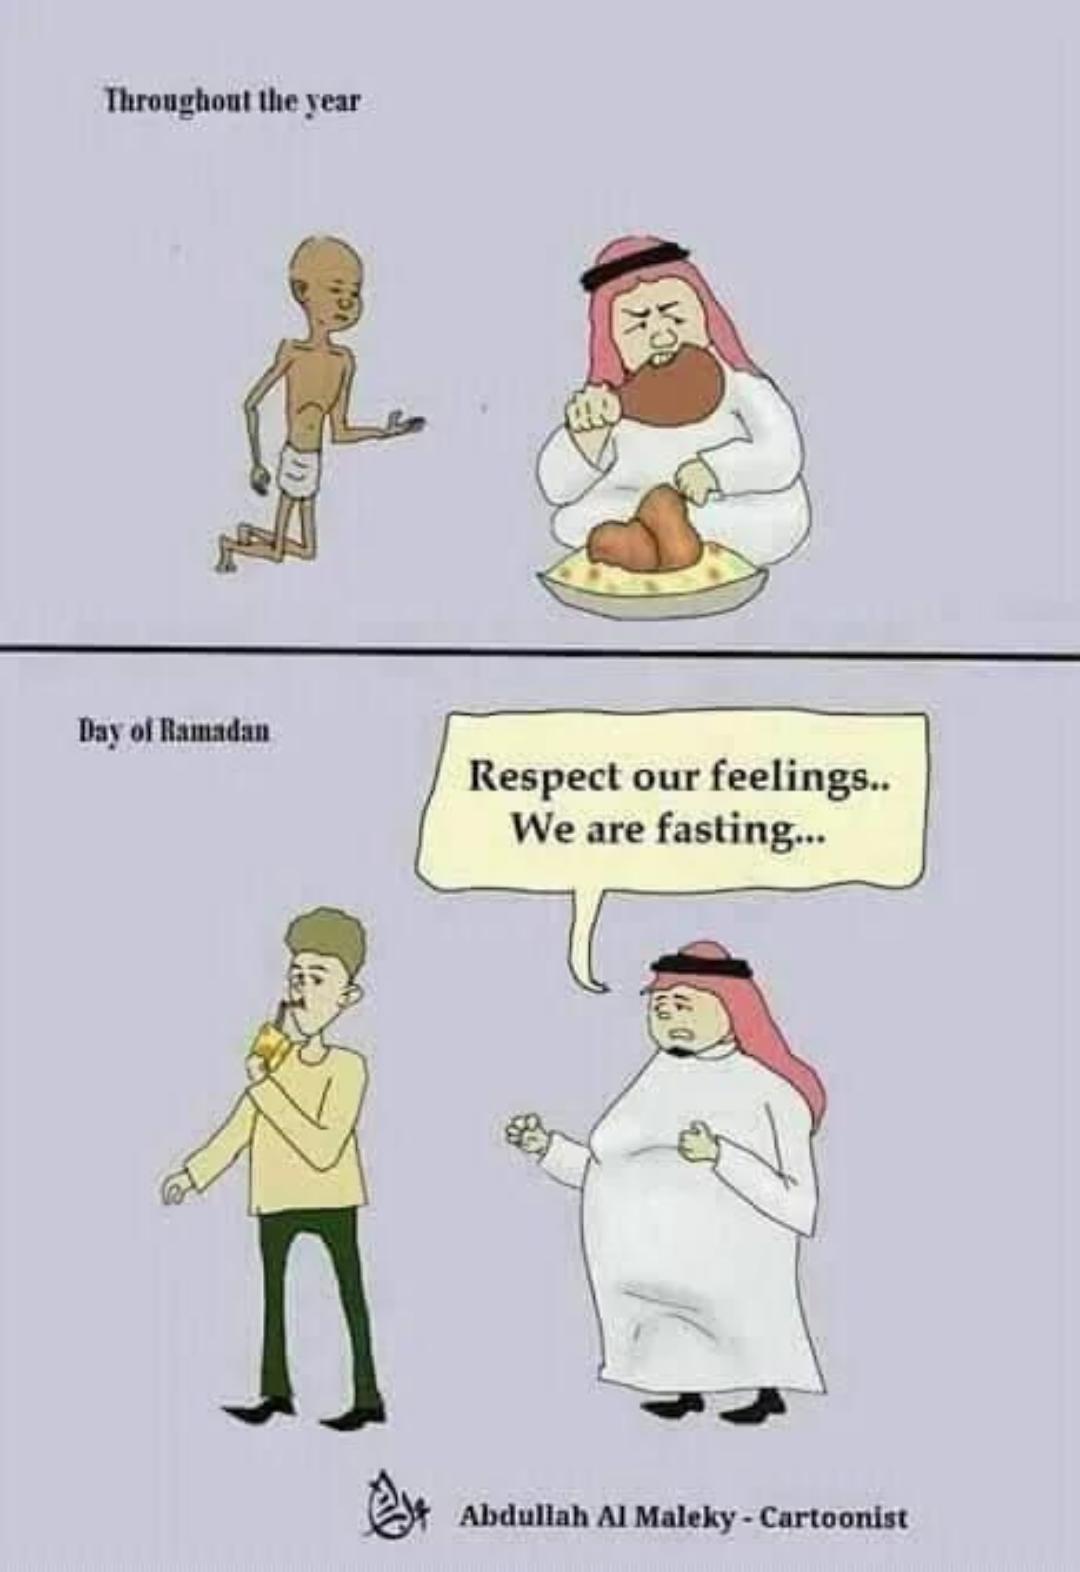 Throughout the year
Day of Ramadan
Respect our feelings..
We are fasting...
Abdullah Al Maleky - Cartoonist